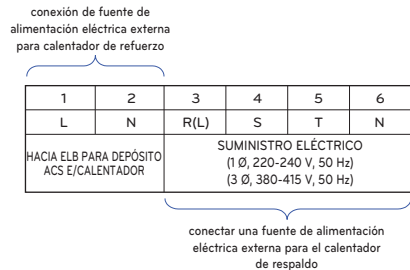 conexión de fuente de
alimentación eléctrica externa
para calentador de refuerzo
1 2 3 4 5 6
L N R(L) S T N
HACIA ELB PARA DEPÓSITO
ACS E/CALENTADOR
SUMINISTRO ELÉCTRICO
(1 Ø, 220-240 V, 50 Hz)
(3 Ø, 380-415 V, 50 Hz)
conectar una fuente de alimentación
eléctrica externa para el calentador
de respaldo